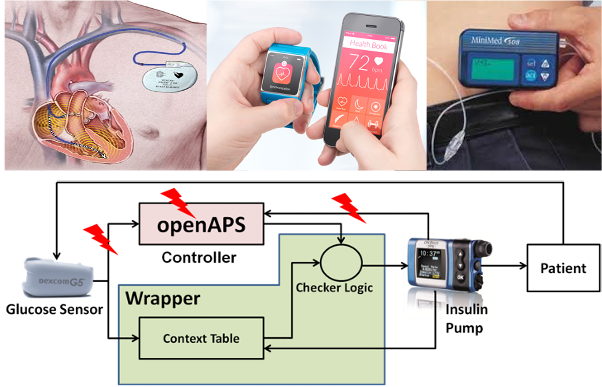 Health Book
72 bpm
MiniMed 508
openAPS
Controller
dexcom G5
Glucose Sensor
Wrapper
Context Table
Checker Logic
10:37
Insulin
Pump
Patient